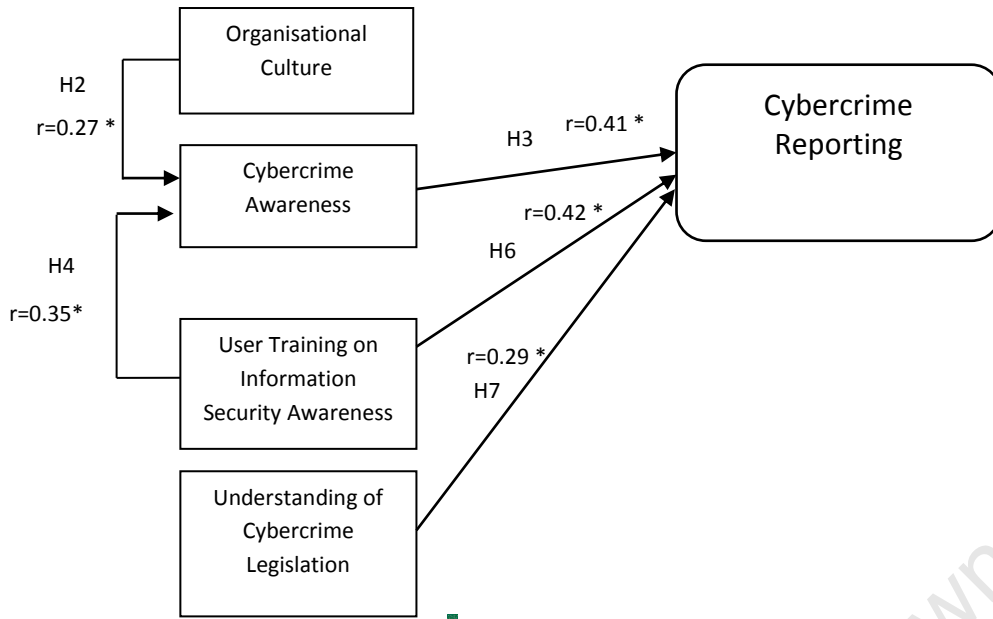 Organisational
Culture
H2
r=0.27 *
Cybercrime
Awareness
H3
r=0.41 *
Cybercrime
Reporting
H4
r=0.35*
r=0.42 *
H6
User Training on
Information
Security Awareness
r=0.29 *
H7
Understanding of
Cybercrime
Legislation